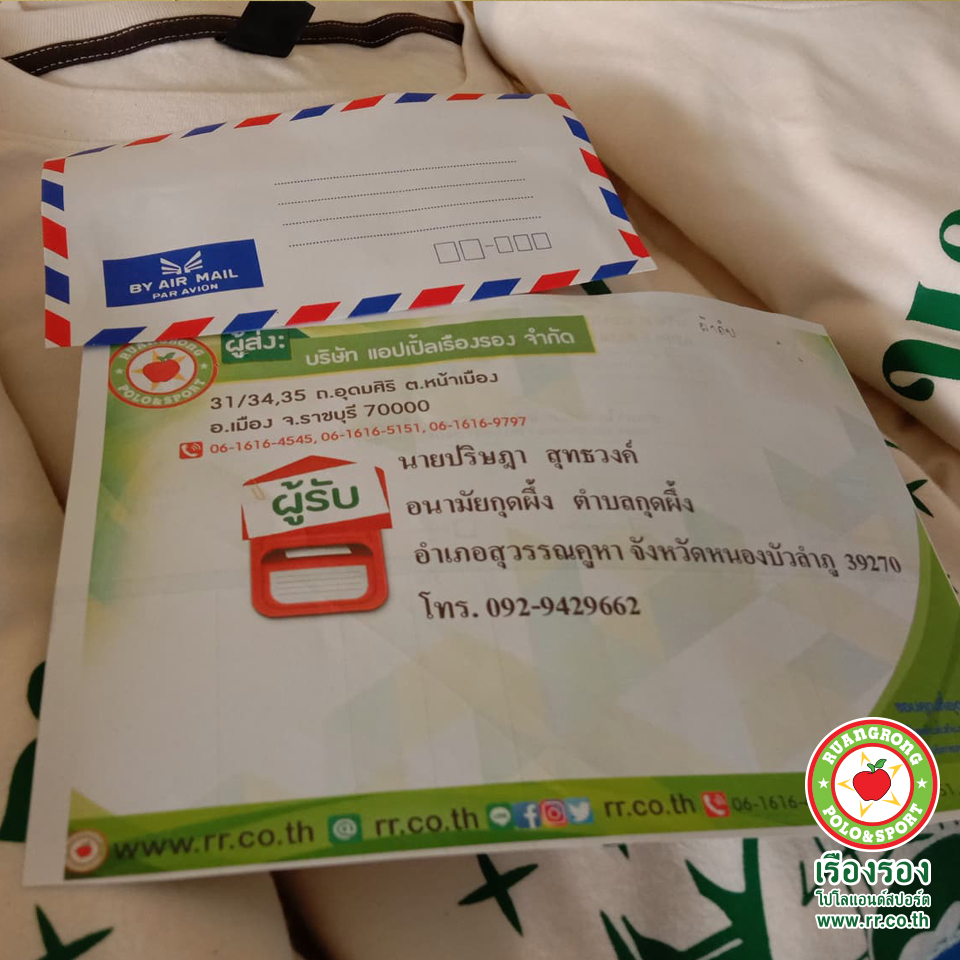 BY AIR MAIL
PAR AVION
RUANGRONG
POLO&SPORT
ผู้ส่ง:
บริษัท แอปเปิ้ลเรืองรอง จำกัด
31/34,35 ถ.อุดมศิริ ต.หน้าเมือง
อ.เมือง จ.ราชบุรี 70000
06-1616-4545, 06-1616-5151, 06-1616-9797
ผู้รับ
นายปริษฎา สุทธวงค์
อนามัยกุดผึ้ง ตำบลกุดผึ้ง
อำเภอสุวรรณคูหา จังหวัดหนองบัวลำภู 39270
โทร. 092-9429662
www.rr.co.th @ rr.co.th rr.co.th 06-1616-
RUANGRONG
POLO&SPORT
เรืองรอง
โปโลแอนด์สปอร์ต
www.rr.co.th